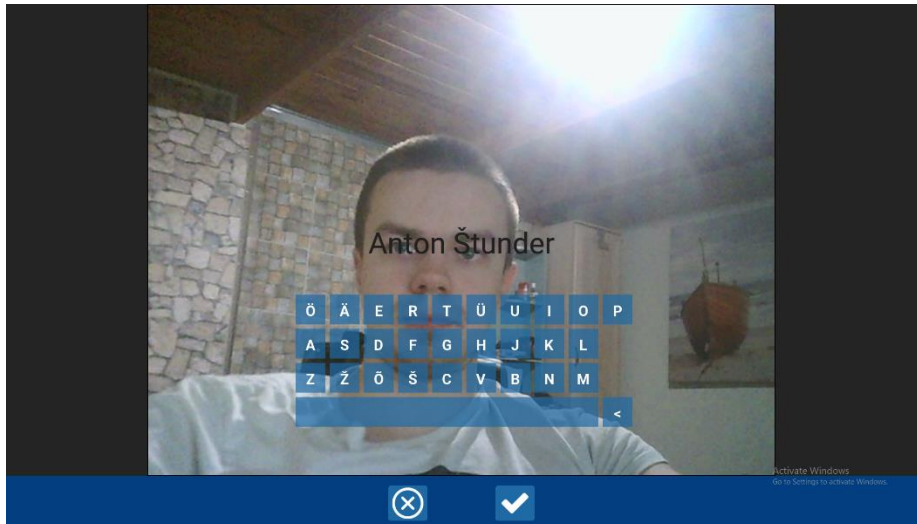 Anton Štunder
Ö Ä E R T Ü U I O P
A S D F G H J K L
Z Ž Õ Š C V B N M
<
Activate Windows
Go to Settings to activate Windows.